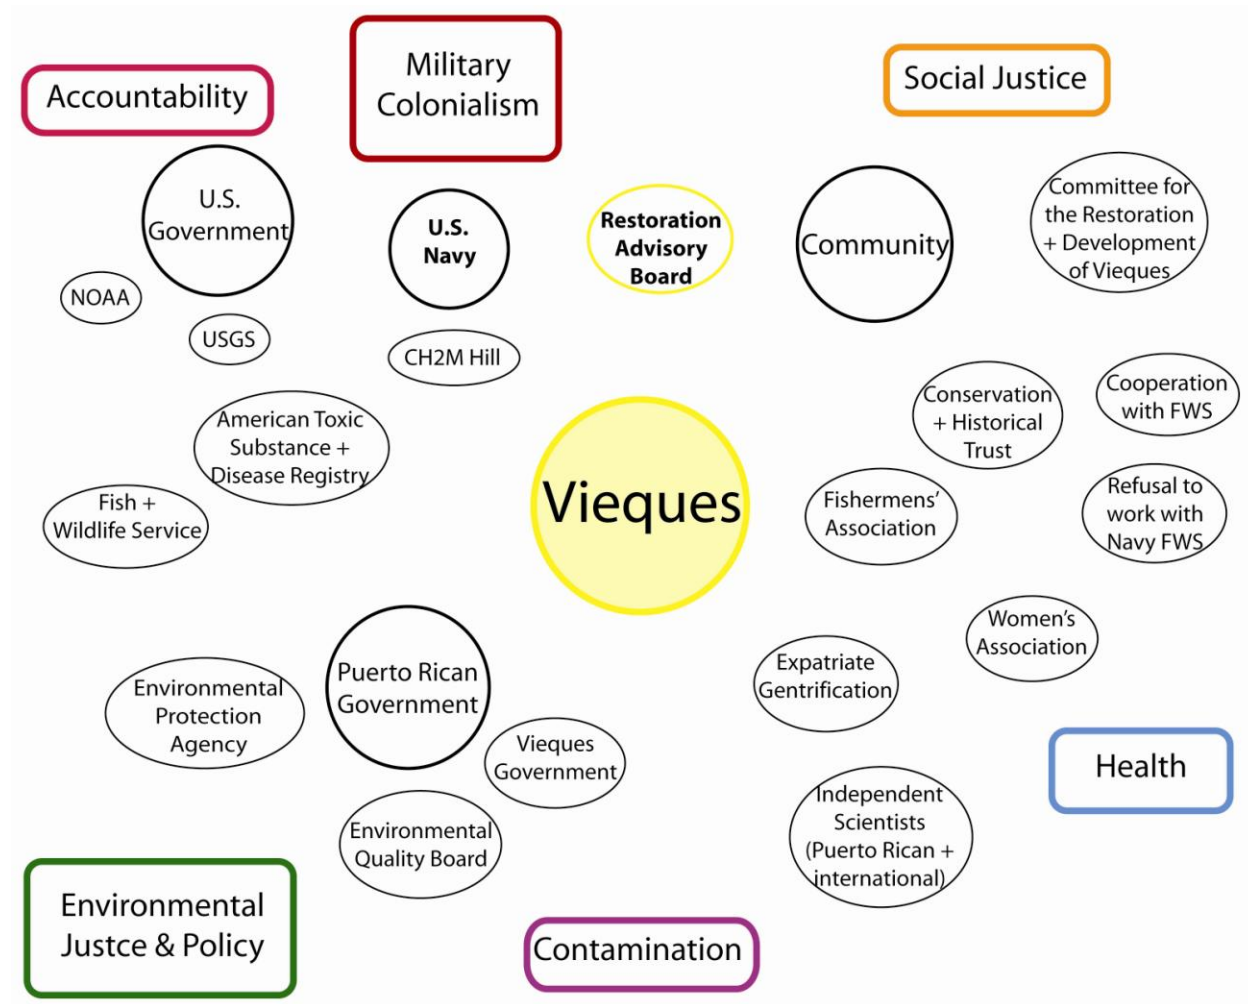 Accountability
Military
Colonialism
Social Justice
U.S.
Government
U.S.
Navy
Restoration
Advisory
Board
Community
Committee for
the Restoration
+ Development
of Vieques
NOAA
USGS
CH2M Hill
American Toxic
Substance +
Disease Registry
Conservation
+ Historical
Trust
Cooperation
with FWS
Fish +
Wildlife Service
Vieques
Fishermens'
Association
Refusal to
work with
Navy FWS
Women's
Association
Environmental
Protection
Agency
Puerto Rican
Government
Expatriate
Gentrification
Vieques
Government
Health
Environmental
Quality Board
Independent
Scientists
(Puerto Rican +
international)
Environmental
Justce & Policy
Contamination